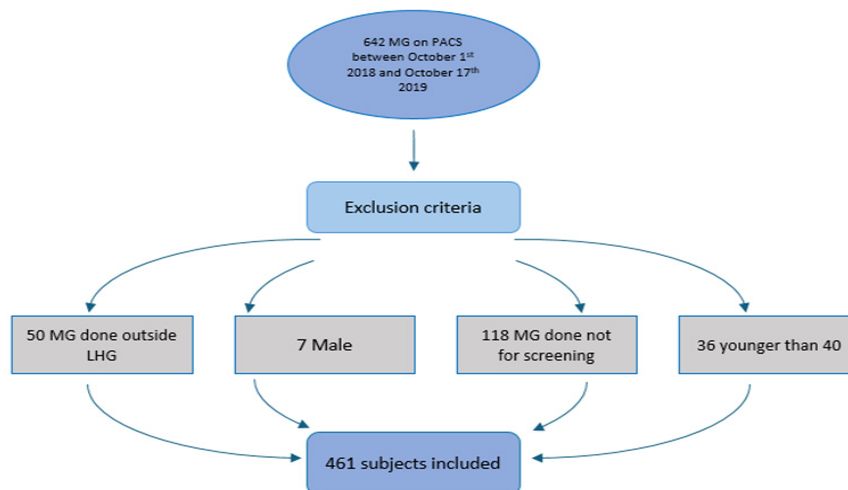 642 MG on PACS
between October 1st
2018 and October 17th
2019
Exclusion criteria
50 MG done outside
LHG
7 Male
118 MG done not
for screening
36 younger than 40
461 subjects included